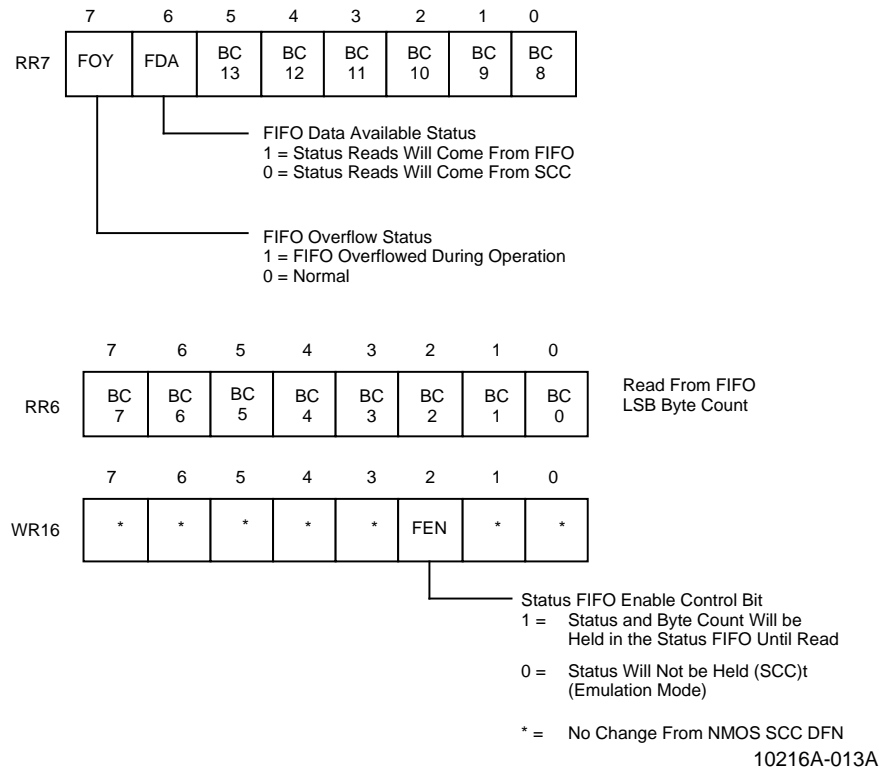 7 6 5 4 3 2 1 0
RR7 FOY FDA BC 13 BC 12 BC 11 BC 10 BC 9 BC 8
FIFO Data Available Status
1 = Status Reads Will Come From FIFO
0 = Status Reads Will Come From SCC
FIFO Overflow Status
1 = FIFO Overflowed During Operation
0 = Normal
7 6 5 4 3 2 1 0
RR6 BC 7 BC 6 BC 5 BC 4 BC 3 BC 2 BC 1 BC 0
Read From FIFO
LSB Byte Count
7 6 5 4 3 2 1 0
WR16 * * * * * FEN * *
Status FIFO Enable Control Bit
1 = Status and Byte Count Will be
Held in the Status FIFO Until Read
0 = Status Will Not be Held (SCC)t
(Emulation Mode)
* = No Change From NMOS SCC DFN
10216A-013A